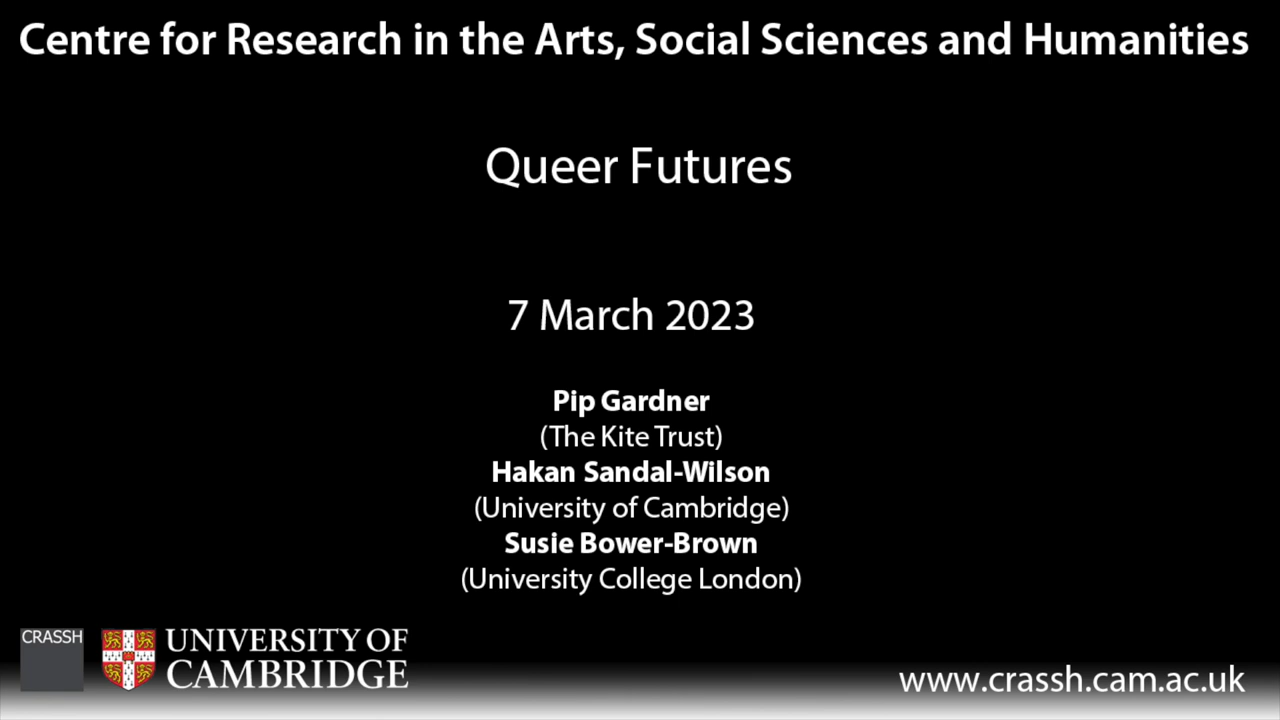 Centre for Research in the Arts, Social Sciences and Humanities
Queer Futures
7 March 2023
Pip Gardner
(The Kite Trust)
Hakan Sandal-Wilson
(University of Cambridge)
Susie Bower-Brown
(University College London)
CRASSH
UNIVERSITY OF
CAMBRIDGE
www.crassh.cam.ac.uk